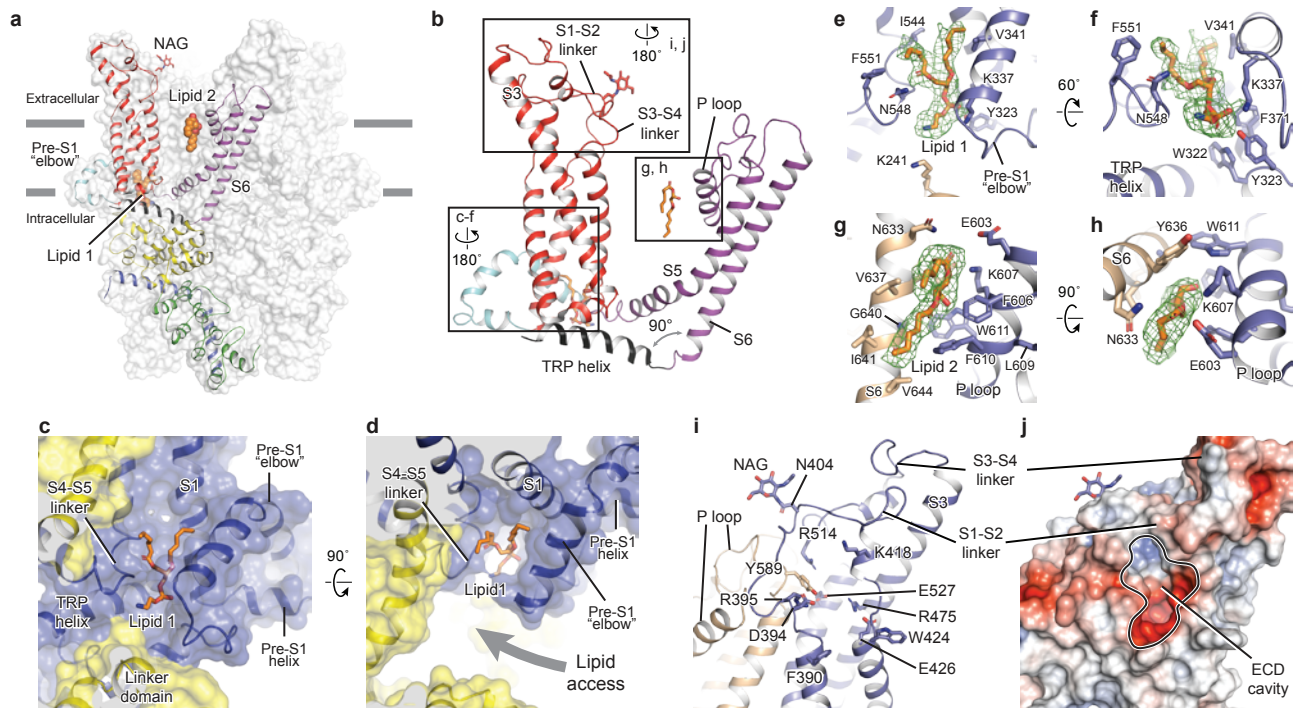 a
NAG
Extracellular
Lipid 2
Pre-S1
“elbow”
S6
Intracellular
Lipid 1
b
S1–S2
linker
180°
i, j
S3
S3–S4
linker
P loop
g, h
c-f
180°
S5
90°
S6
TRP helix
e
I544
V341
F551
K337
N548
Y323
Lipid 1
K241
Pre-S1
“elbow”
60°
f
F551
V341
K337
N548
F371
W322
TRP
helix
Y323
g
N633
E603
V637
K607
F606
G640
W611
I641
Lipid 2
F610
L609
S6
V644
P loop
90°
h
Y636
W611
S6
K607
N633
E603
P loop
c
Pre-S1
“elbow”
S4–S5
linker
S1
TRP
helix
Lipid 1
Pre-S1
helix
Linker
domain
90°
d
S4–S5
linker
S1
Pre-S1
helix
Lipid1
Pre-S1
“elbow”
Lipid
access
i
NAG
N404
S3–S4
linker
S3
P loop
R514
S1–S2
linker
K418
Y589
E527
R395
R475
D394
W424
F390
E426
j
ECD
cavity